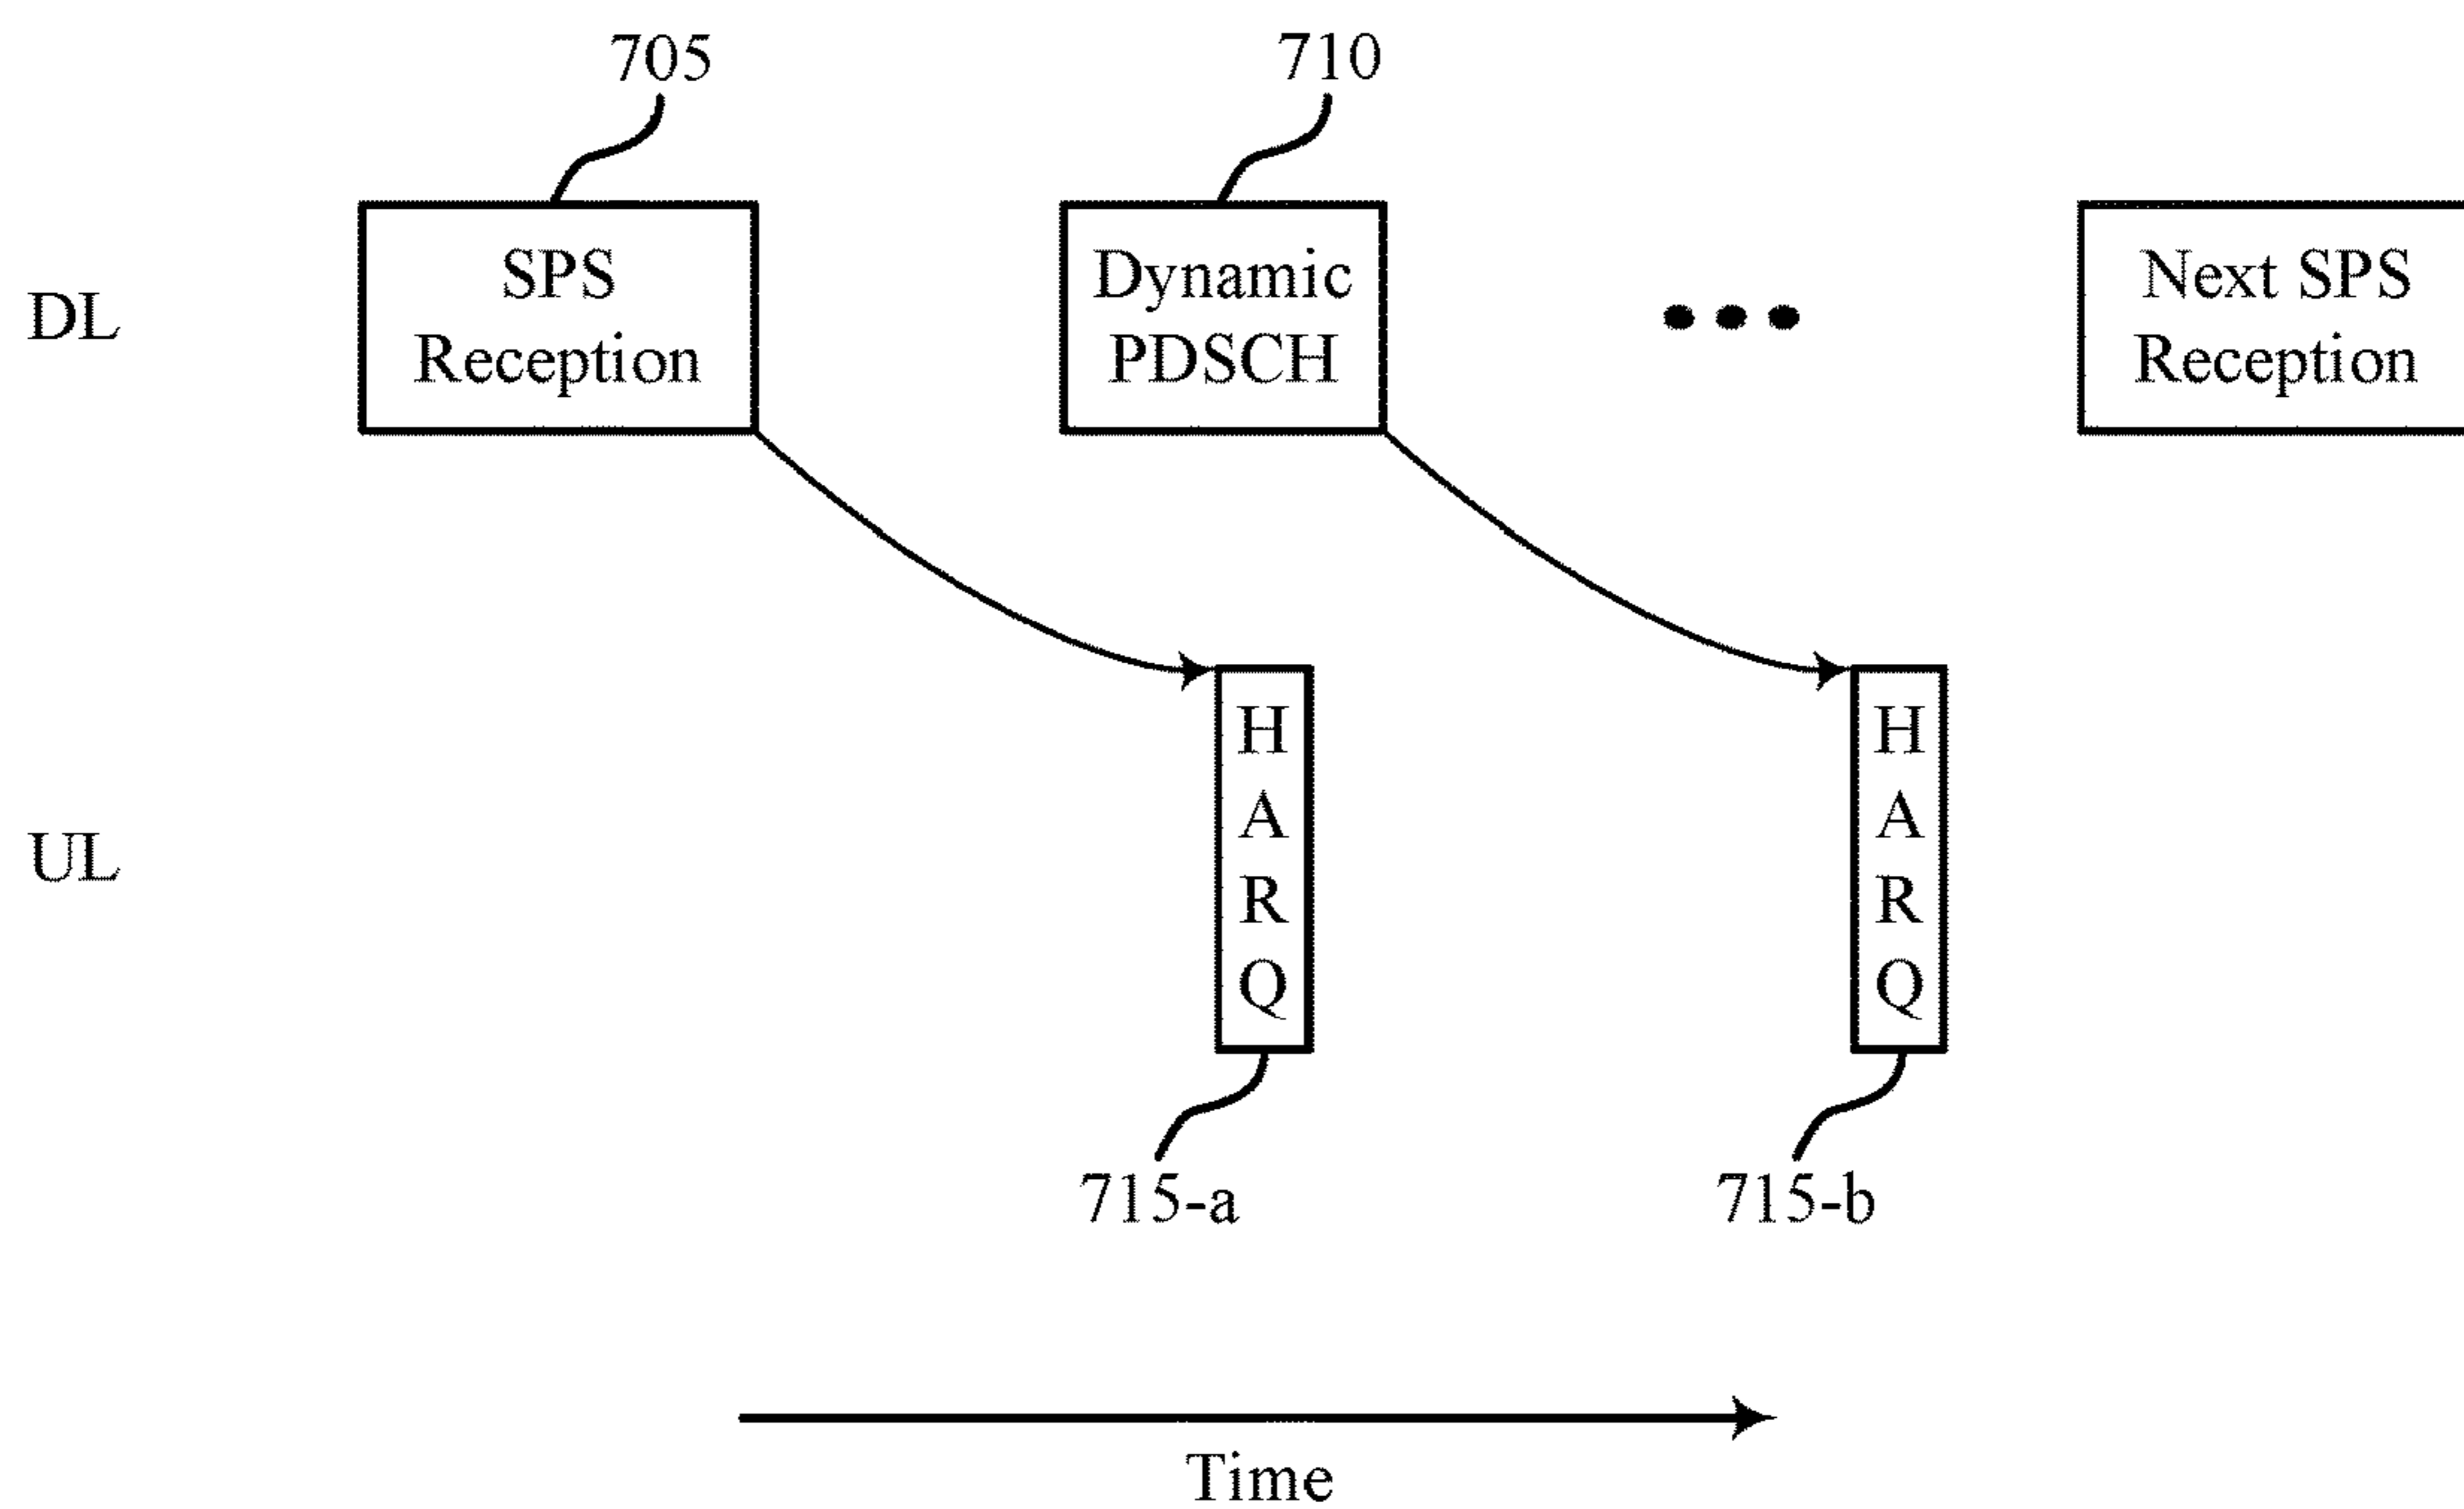 705
710
DL
SPS
Reception
Dynamic
PDSCH
Next SPS
Reception
UL
H
A
R
Q
H
A
R
Q
715-a
715-b
Time